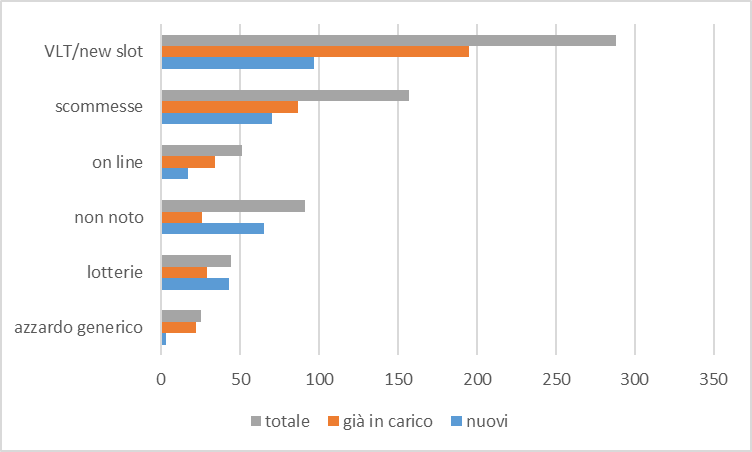 VLT/new slot
scommesse
on line
non noto
lotterie
azzardo generico
0 50 100 150 200 250 300 350
totale già in carico nuovi